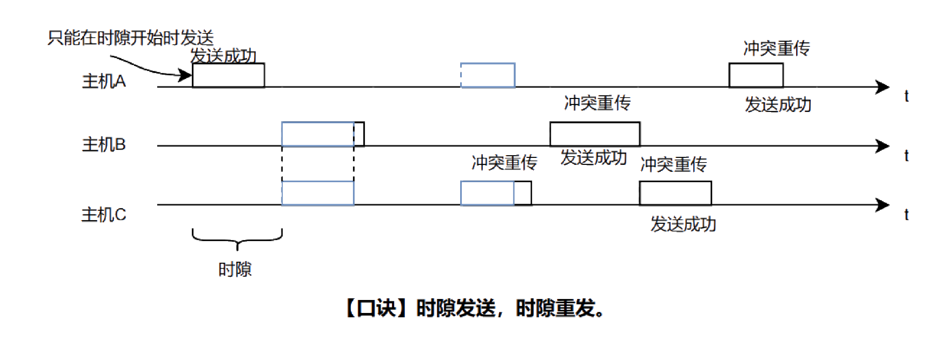 只能在时隙开始时发送
发送成功
冲突重传
主机A
发送成功
t
冲突重传
主机B
发送成功
t
冲突重传
冲突重传
主机C
发送成功
t
时隙
【口诀】时隙发送，时隙重发。